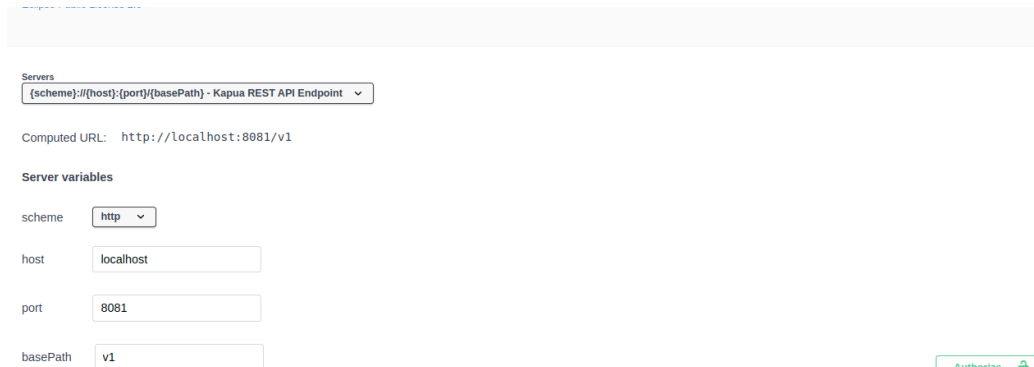 Servers
{scheme}://{host}:{port}/{basePath} - Kapua REST API Endpoint
Computed URL: http://localhost:8081/v1
Server variables
scheme http
host localhost
port 8081
basePath v1
Authorize